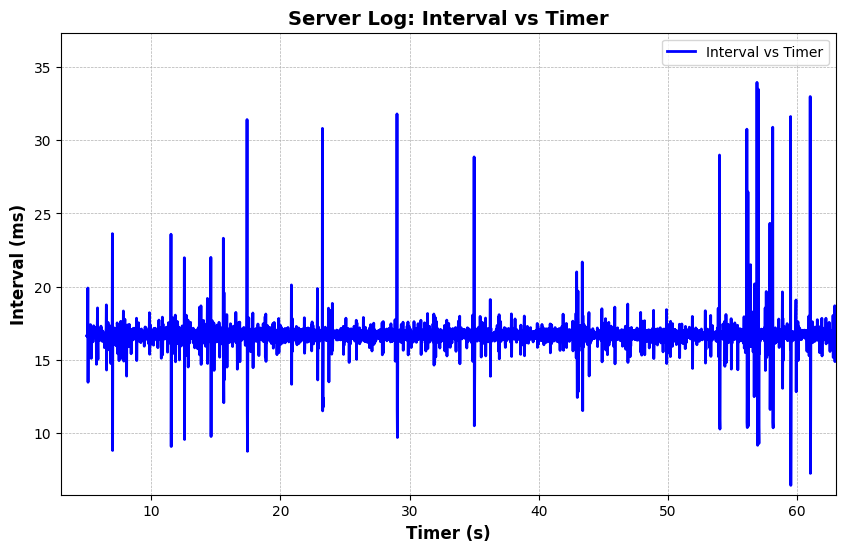 Server Log: Interval vs Timer
Interval vs Timer
Interval (ms)
35
30
25
20
15
10
10 20 30 40 50 60
Timer (s)